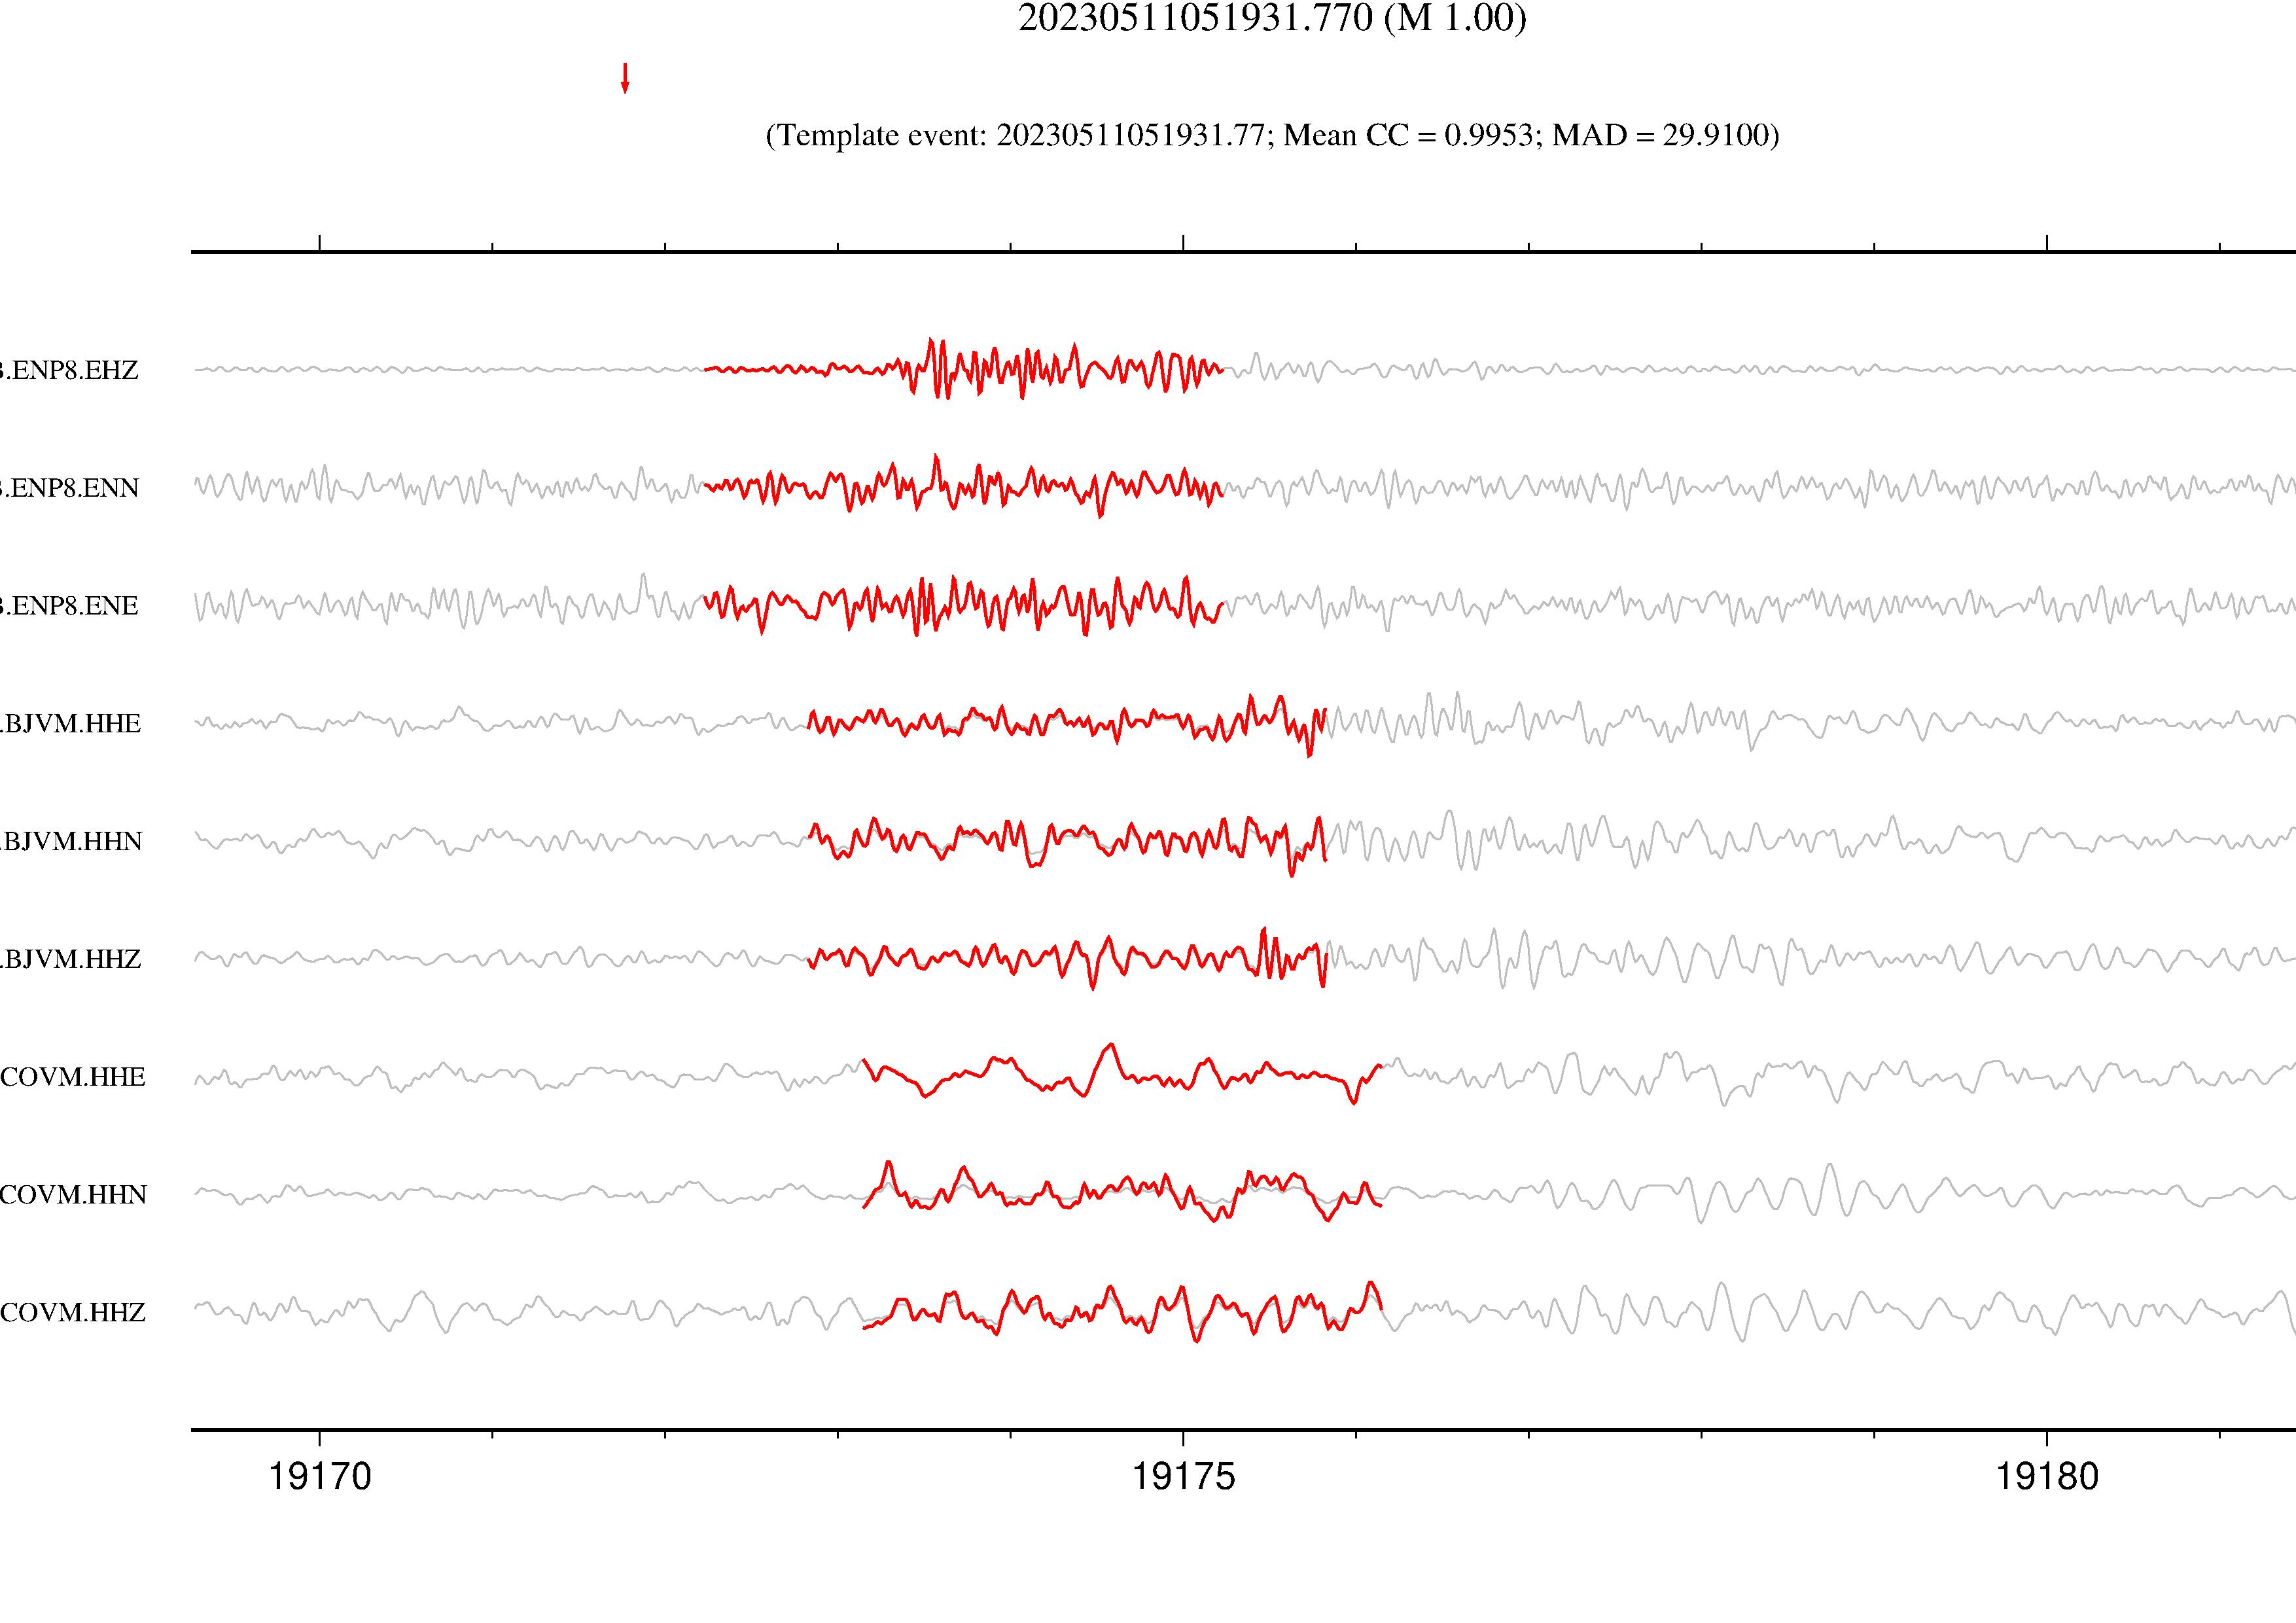 20230511051931.770 (M 1.00)
(Template event: 20230511051931.77; Mean CC = 0.9953; MAD = 29.9100)
.ENP8.EHZ
.ENP8.ENN
.ENP8.ENE
.BJVM.HHE
.BJVM.HHN
.BJVM.HHZ
COVM.HHE
COVM.HHN
COVM.HHZ
19170 19175 19180